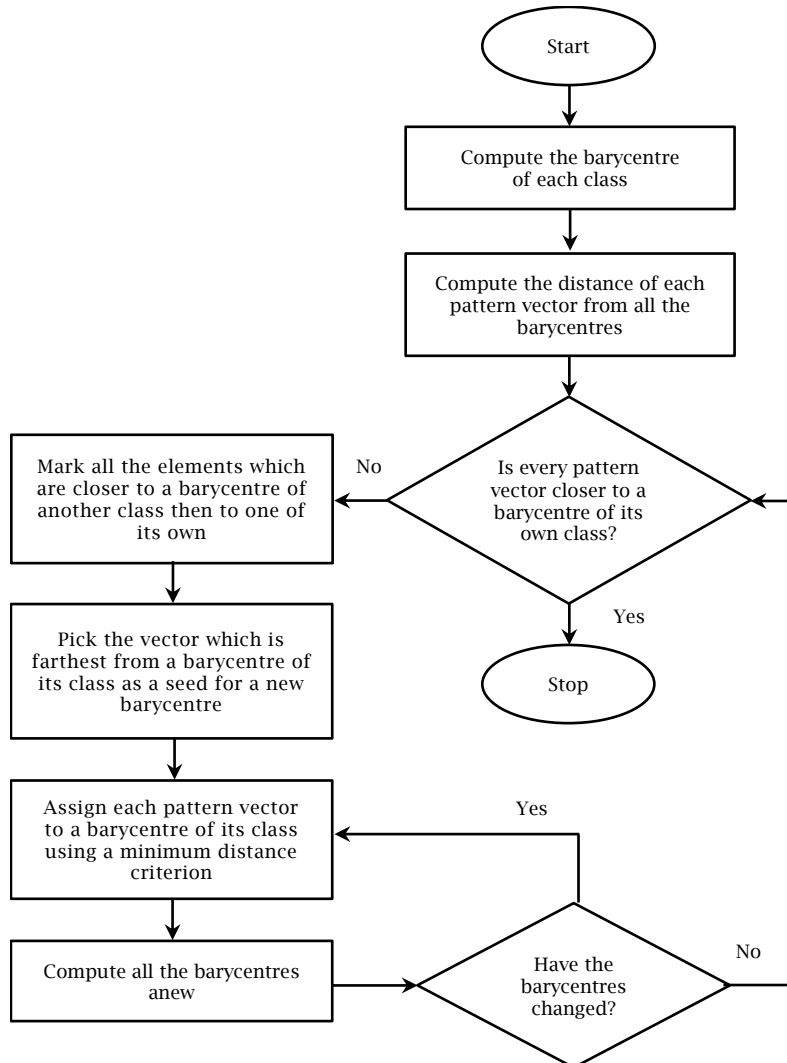 Start
Compute the barycentre
of each class
Compute the distance of each
pattern vector from all the
barycentres
Is every pattern
vector closer to a
barycentre of its
own class?
No
Mark all the elements which
are closer to a barycentre of
another class then to one of
its own
Yes
Stop
Pick the vector which is
farthest from a barycentre of
its class as a seed for a new
barycentre
Assign each pattern vector
to a barycentre of its class
using a minimum distance
criterion
Yes
Compute all the barycentres
anew
Have the
barycentres
changed?
No